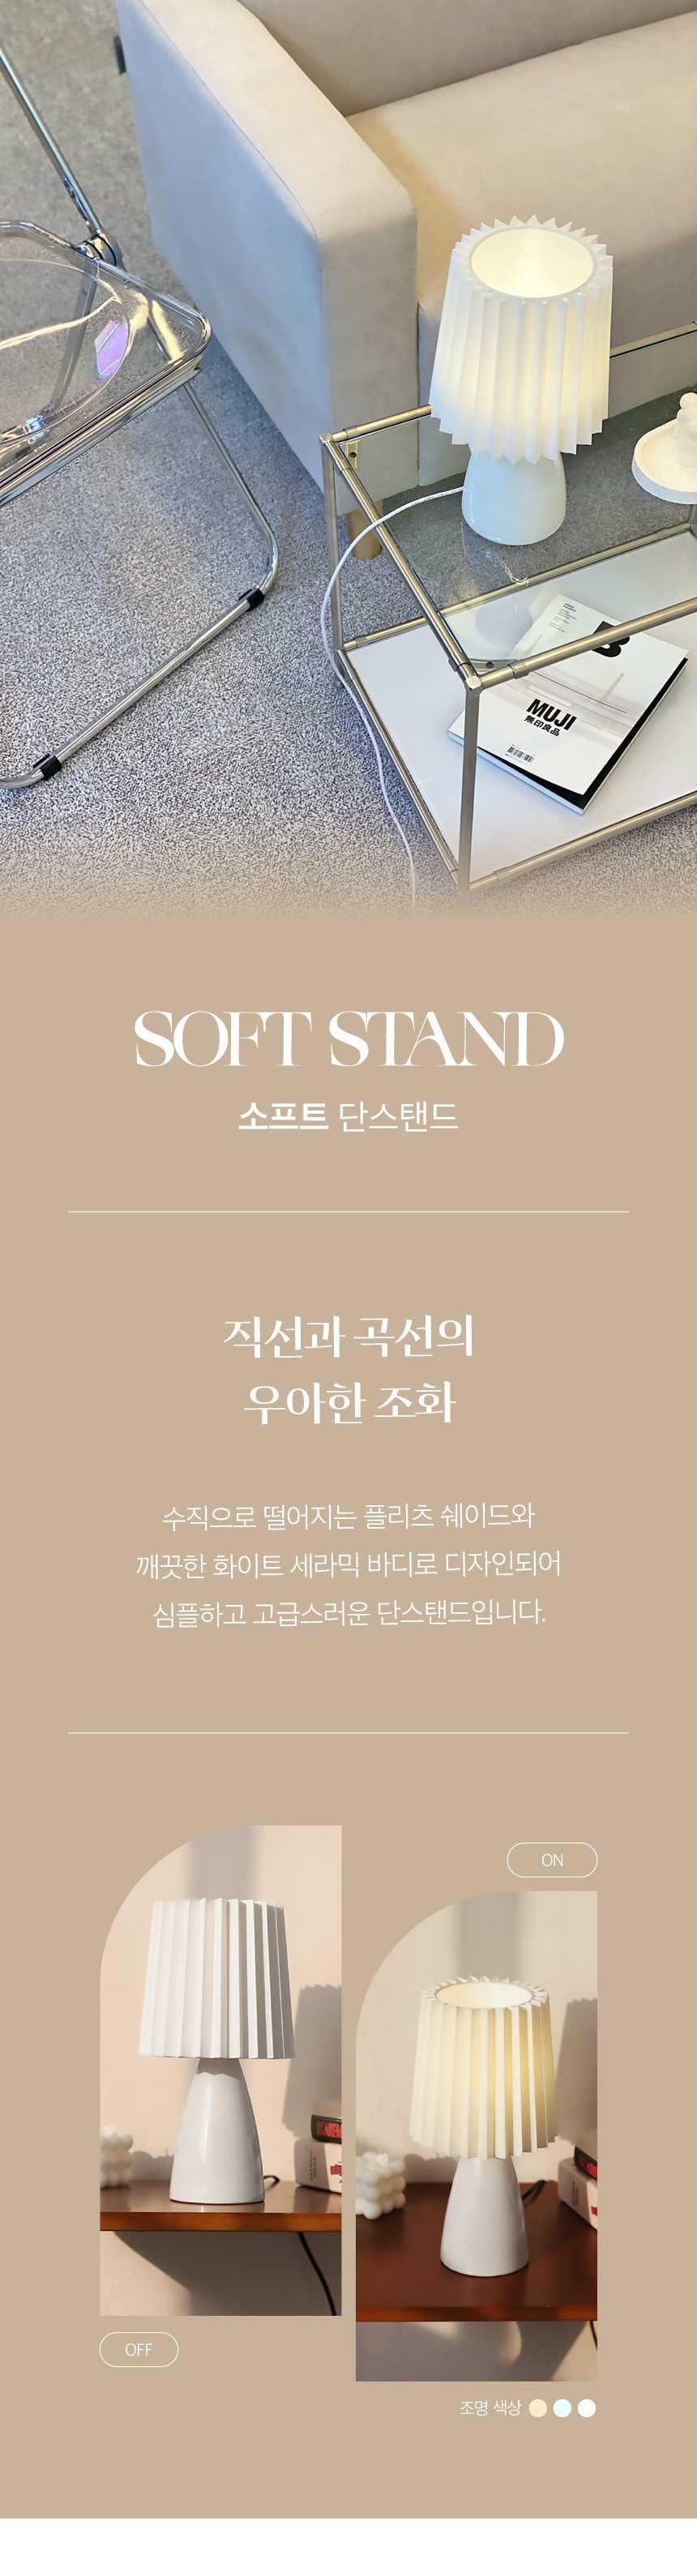 B
MUJI
無印良品
SOFT STAND
소프트 단스탠드
직선과 곡선의
우아한 조화
수직으로 떨어지는 플리츠 쉐이드와
깨끗한 화이트 세라믹 바디로 디자인되어
심플하고 고급스러운 단스탠드입니다.
ON
OFF
조명 색상